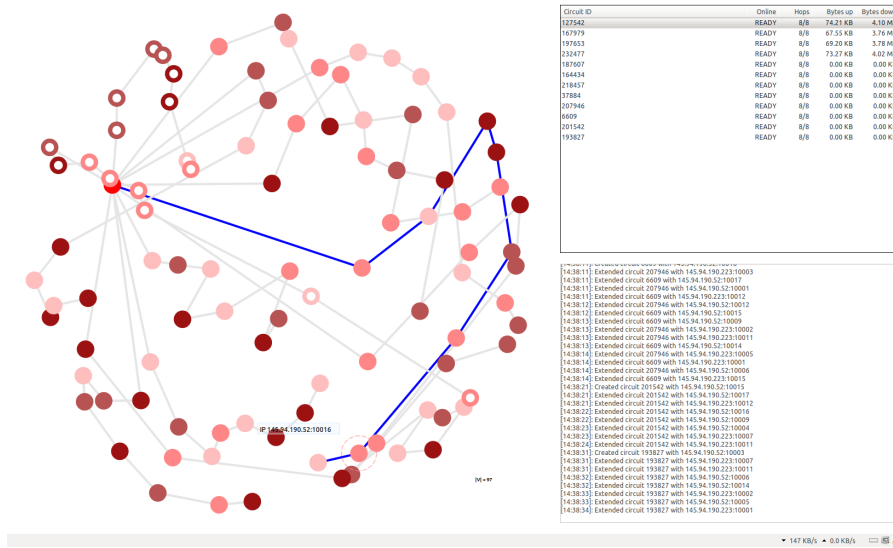 Circuit ID Online Hops Bytes up Bytes dow
127542 READY 8/8 74.21 KB 4.10 M
167979 READY 8/8 67.55 KB 3.76 M
197653 READY 8/8 69.20 KB 3.78 M
232477 READY 8/8 73.27 KB 4.02 M
187607 READY 8/8 0.00 KB 0.00 K
164434 READY 8/8 0.00 KB 0.00 K
218457 READY 8/8 0.00 KB 0.00 K
37884 READY 8/8 0.00 KB 0.00 K
207946 READY 8/8 0.00 KB 0.00 K
6609 READY 8/8 0.00 KB 0.00 K
201542 READY 8/8 0.00 KB 0.00 K
193827 READY 8/8 0.00 KB 0.00 K
IP 145.94.190.52:10016
|V| = 97
[14:38:11]: Created circuit 6609 with 145.94.190.52:10016
[14:38:11]: Extended circuit 207946 with 145.94.190.223:10003
[14:38:11]: Extended circuit 6609 with 145.94.190.52:10017
[14:38:12]: Extended circuit 207946 with 145.94.190.52:10001
[14:38:12]: Extended circuit 6609 with 145.94.190.223:10012
[14:38:12]: Extended circuit 207946 with 145.94.190.52:10012
[14:38:12]: Extended circuit 6609 with 145.94.190.52:10015
[14:38:13]: Extended circuit 6609 with 145.94.190.52:10009
[14:38:13]: Extended circuit 207946 with 145.94.190.223:10002
[14:38:13]: Extended circuit 207946 with 145.94.190.223:10011
[14:38:13]: Extended circuit 6609 with 145.94.190.52:10014
[14:38:14]: Extended circuit 207946 with 145.94.190.223:10005
[14:38:14]: Extended circuit 6609 with 145.94.190.223:10001
[14:38:14]: Extended circuit 207946 with 145.94.190.52:10006
[14:38:14]: Extended circuit 6609 with 145.94.190.52:10015
[14:38:21]: Created circuit 201542 with 145.94.190.52:10015
[14:38:21]: Extended circuit 201542 with 145.94.190.52:10017
[14:38:21]: Extended circuit 201542 with 145.94.190.223:10012
[14:38:22]: Extended circuit 201542 with 145.94.190.52:10016
[14:38:22]: Extended circuit 201542 with 145.94.190.52:10009
[14:38:23]: Extended circuit 201542 with 145.94.190.52:10004
[14:38:23]: Extended circuit 201542 with 145.94.190.223:10007
[14:38:24]: Extended circuit 201542 with 145.94.190.52:10011
[14:38:31]: Created circuit 193827 with 145.94.190.52:10003
[14:38:31]: Extended circuit 193827 with 145.94.190.223:10007
[14:38:31]: Extended circuit 193827 with 145.94.190.223:10011
[14:38:32]: Extended circuit 193827 with 145.94.190.52:10006
[14:38:32]: Extended circuit 193827 with 145.94.190.52:10014
[14:38:33]: Extended circuit 193827 with 145.94.190.223:10002
[14:38:33]: Extended circuit 193827 with 145.94.190.52:10005
[14:38:34]: Extended circuit 193827 with 145.94.190.223:10001
147 KB/s 0.0 KB/s